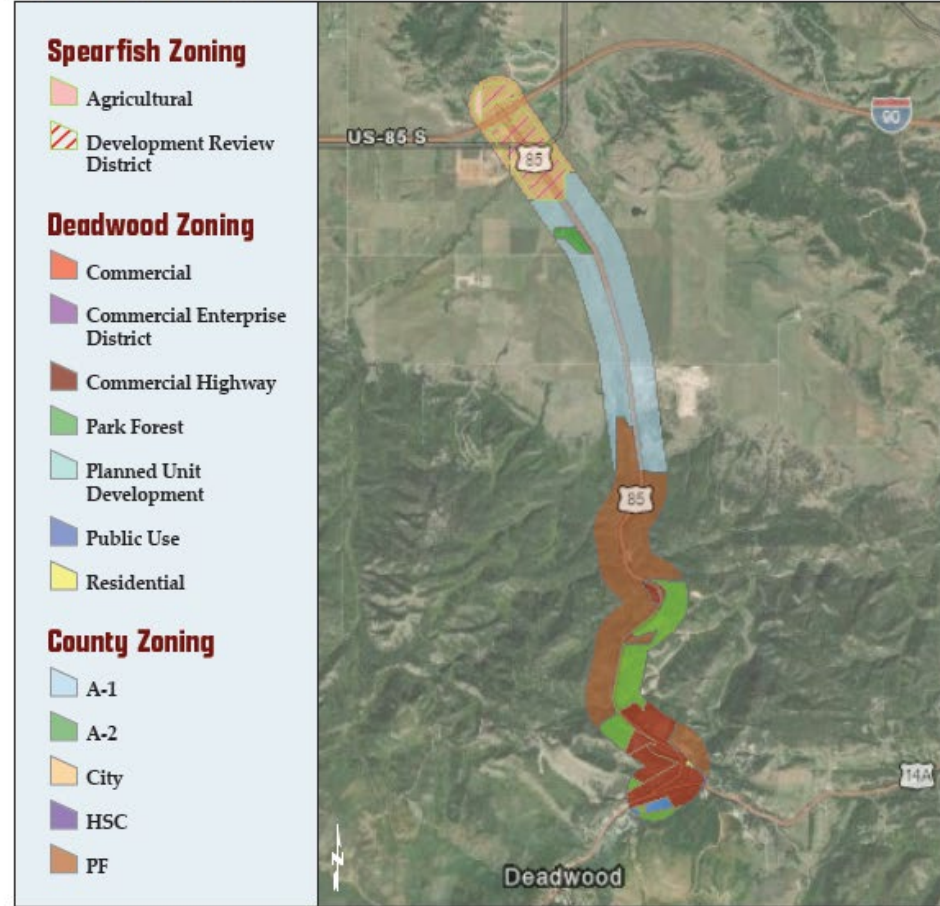 Spearfish Zoning
Agricultural
Development Review
District
Deadwood Zoning
Commercial
Commercial Enterprise
District
Commercial Highway
Park Forest
Planned Unit
Development
Public Use
Residential
County Zoning
A-1
A-2
City
HSC
PF
90
US-85 S
85
85
14A
N
Deadwood